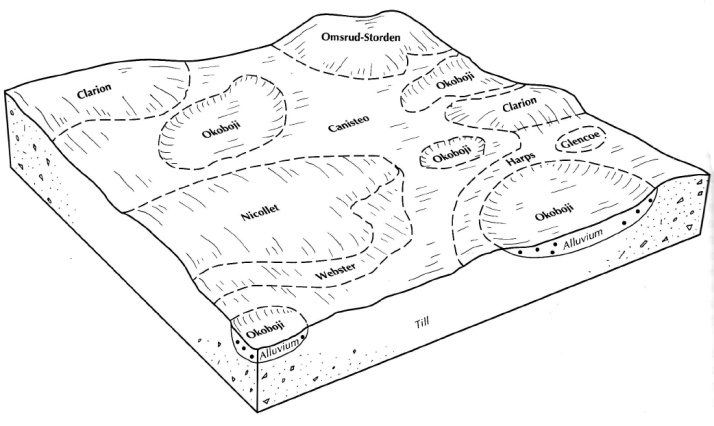 Omsrud-Storden
Clarion
Okoboji
Okoboji
Canisteo
Clarion
Glencoe
Okoboji
Harps
Nicollet
Okoboji
Alluvium
Webster
Okoboji
Alluvium
Till